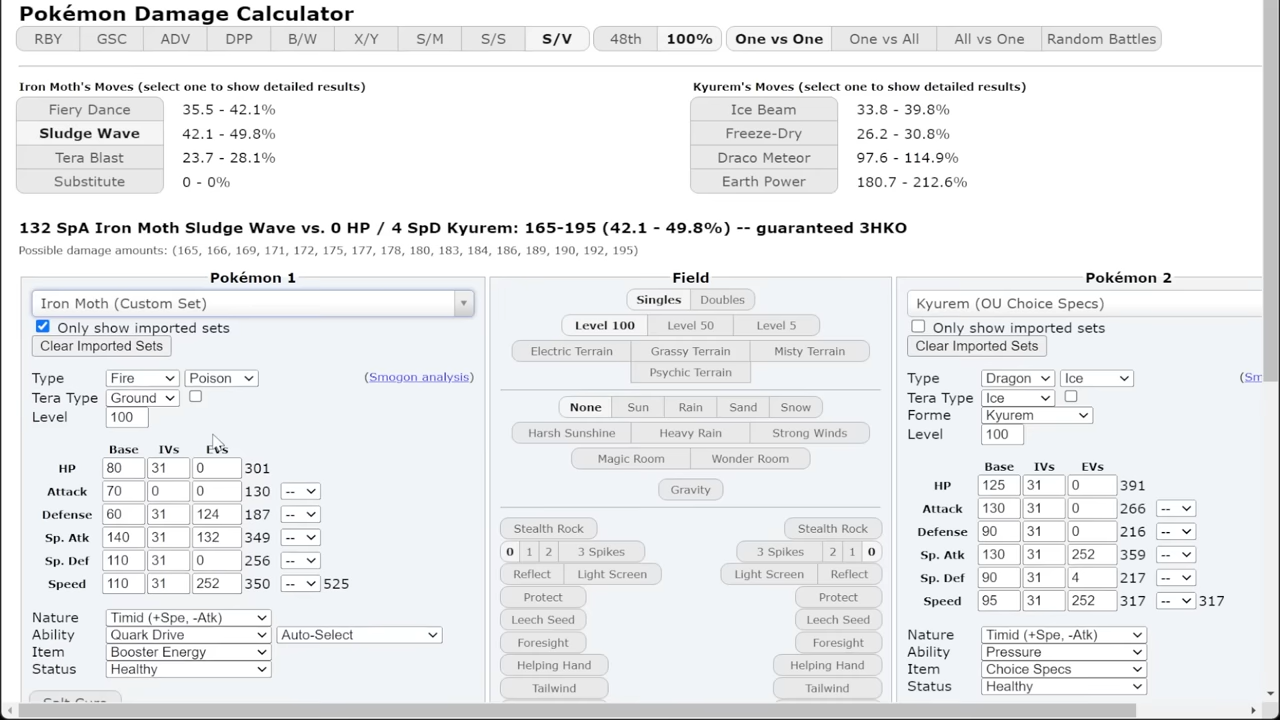 Pokémon Damage Calculator
RBY GSC ADV DPP B/W X/Y S/M S/S S/V 48th 100% One vs One One vs All All vs One Random Battles
Iron Moth's Moves (select one to show detailed results) Kyurem's Moves (select one to show detailed results)
Fiery Dance 35.5 - 42.1% Ice Beam 33.8 - 39.8%
Sludge Wave 42.1 - 49.8% Freeze-Dry 26.2 - 30.8%
Tera Blast 23.7 - 28.1% Draco Meteor 97.6 - 114.9%
Substitute 0 - 0% Earth Power 180.7 - 212.6%
132 SpA Iron Moth Sludge Wave vs. 0 HP / 4 SpD Kyurem: 165-195 (42.1 - 49.8%) -- guaranteed 3HKO
Possible damage amounts: (165, 166, 169, 171, 172, 175, 177, 178, 180, 183, 184, 186, 189, 190, 192, 195)
Pokémon 1
Iron Moth (Custom Set)
Only show imported sets
Clear Imported Sets
Type Fire Poison (Smogon analysis)
Tera Type Ground
Level 100
Base IVs EVs
HP 80 31 0 301
Attack 70 0 0 130 --
Defense 60 31 124 187 --
Sp. Atk 140 31 132 349 --
Sp. Def 110 31 0 256 --
Speed 110 31 252 350 -- 525
Nature Timid (+Spe, -Atk)
Ability Quark Drive Auto-Select
Item Booster Energy
Status Healthy
Field
Singles Doubles
Level 100 Level 50 Level 5
Electric Terrain Grassy Terrain Misty Terrain
Psychic Terrain
None Sun Rain Sand Snow
Harsh Sunshine Heavy Rain Strong Winds
Magic Room Wonder Room
Gravity
Stealth Rock Stealth Rock
0 1 2 3 Spikes 3 Spikes 2 1 0
Reflect Light Screen Light Screen Reflect
Protect Protect
Leech Seed Leech Seed
Foresight Foresight
Helping Hand Helping Hand
Tailwind Tailwind
Pokémon 2
Kyurem (OU Choice Specs)
Only show imported sets
Clear Imported Sets
Type Dragon Ice (Sm
Tera Type Ice
Forme Kyurem
Level 100
Base IVs EVs
HP 125 31 0 391
Attack 130 31 0 266 --
Defense 90 31 0 216 --
Sp. Atk 130 31 252 359 --
Sp. Def 90 31 4 217 --
Speed 95 31 252 317 -- 317
Nature Timid (+Spe, -Atk)
Ability Pressure
Item Choice Specs
Status Healthy